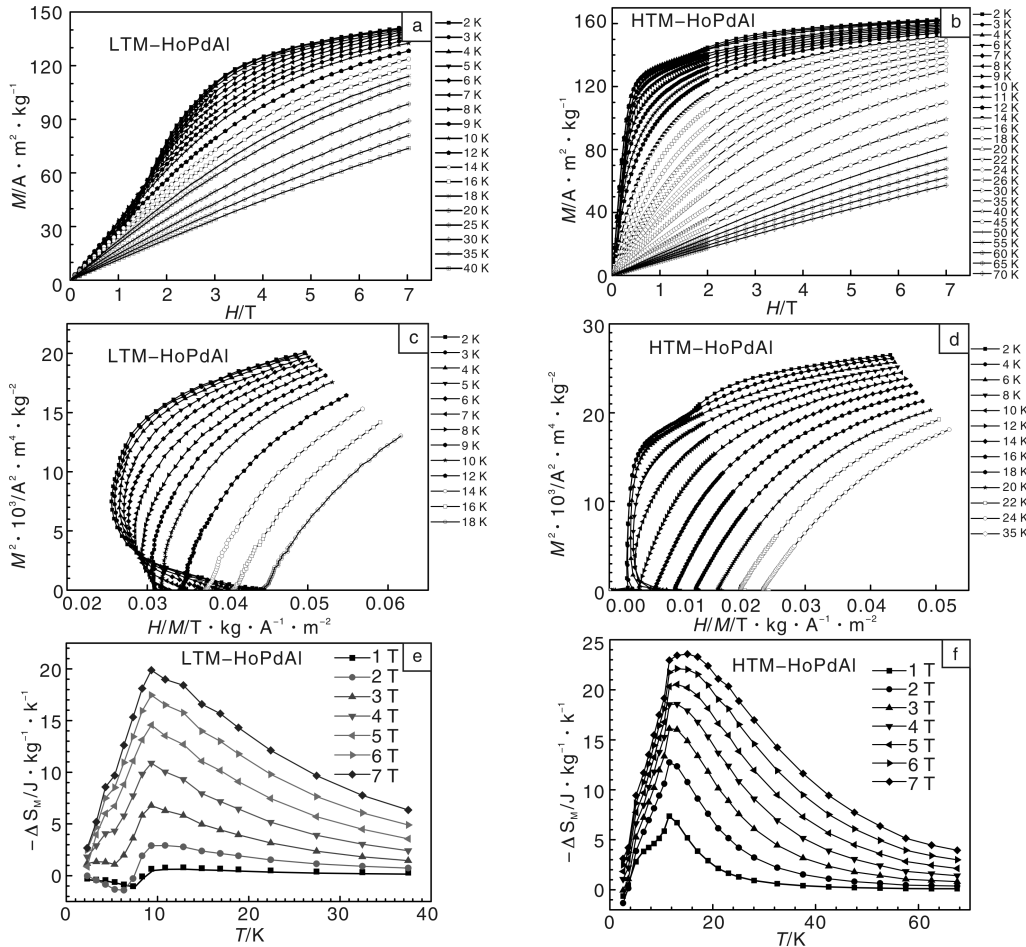 LTM–HoPdAl
a
M/A · m² · kg⁻¹
150
120
90
60
30
0
0 1 2 3 4 5 6 7
H/T
2 K
3 K
4 K
5 K
6 K
7 K
8 K
9 K
10 K
12 K
14 K
16 K
18 K
20 K
25 K
30 K
35 K
40 K
HTM–HoPdAl
b
M/A · m² · kg⁻¹
160
120
80
40
0
0 1 2 3 4 5 6 7
H/T
2 K
3 K
4 K
6 K
7 K
8 K
9 K
10 K
11 K
12 K
14 K
16 K
18 K
20 K
22 K
24 K
26 K
30 K
35 K
40 K
45 K
50 K
55 K
60 K
65 K
70 K
LTM–HoPdAl
c
M² · 10³/A² · m⁴ · kg⁻²
20
15
10
5
0
0.02 0.03 0.04 0.05 0.06
H/M/T · kg · A⁻¹ · m⁻²
2 K
3 K
4 K
5 K
6 K
7 K
8 K
9 K
10 K
12 K
14 K
16 K
18 K
HTM–HoPdAl
d
M² · 10³/A² · m⁴ · kg⁻²
30
20
10
0
0.00 0.01 0.02 0.03 0.04 0.05
H/M/T · kg · A⁻¹ · m⁻²
2 K
4 K
6 K
8 K
10 K
12 K
14 K
16 K
18 K
20 K
22 K
24 K
35 K
LTM–HoPdAl
e
−ΔS_M/J · kg⁻¹ · k⁻¹
20
15
10
5
0
0 10 20 30 40
T/K
1 T
2 T
3 T
4 T
5 T
6 T
7 T
HTM–HoPdAl
f
−ΔS_M/J · kg⁻¹ · k⁻¹
25
20
15
10
5
0
0 20 40 60
T/K
1 T
2 T
3 T
4 T
5 T
6 T
7 T